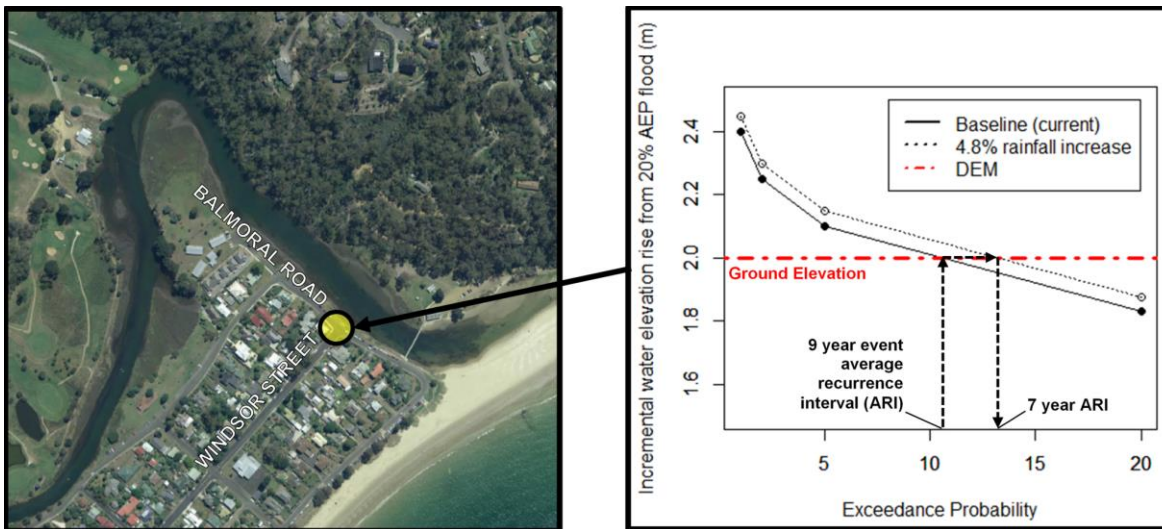 BALMORAL ROAD
WINDSOR STREET
Incremental water elevation rise from 20% AEP flood (m)
2.4
2.2
2.0
1.8
1.6
Baseline (current)
4.8% rainfall increase
DEM
Ground Elevation
9 year event
average
recurrence
interval (ARI)
7 year ARI
5
10
15
20
Exceedance Probability